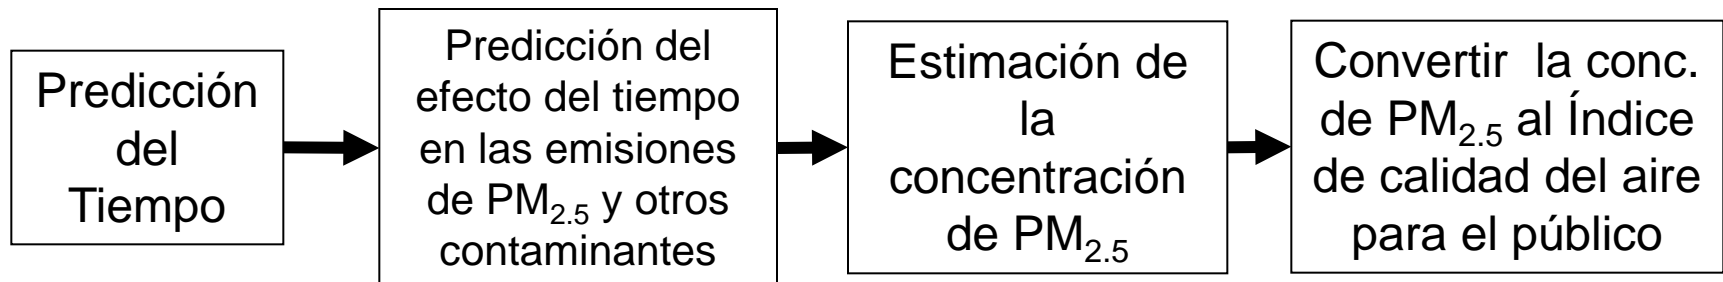 Predicción
del
Tiempo
Predicción del
efecto del tiempo
en las emisiones
de PM2.5 y otros
contaminantes
Estimación de
la
concentración
de PM2.5
Convertir la conc.
de PM2.5 al Índice
de calidad del aire
para el público